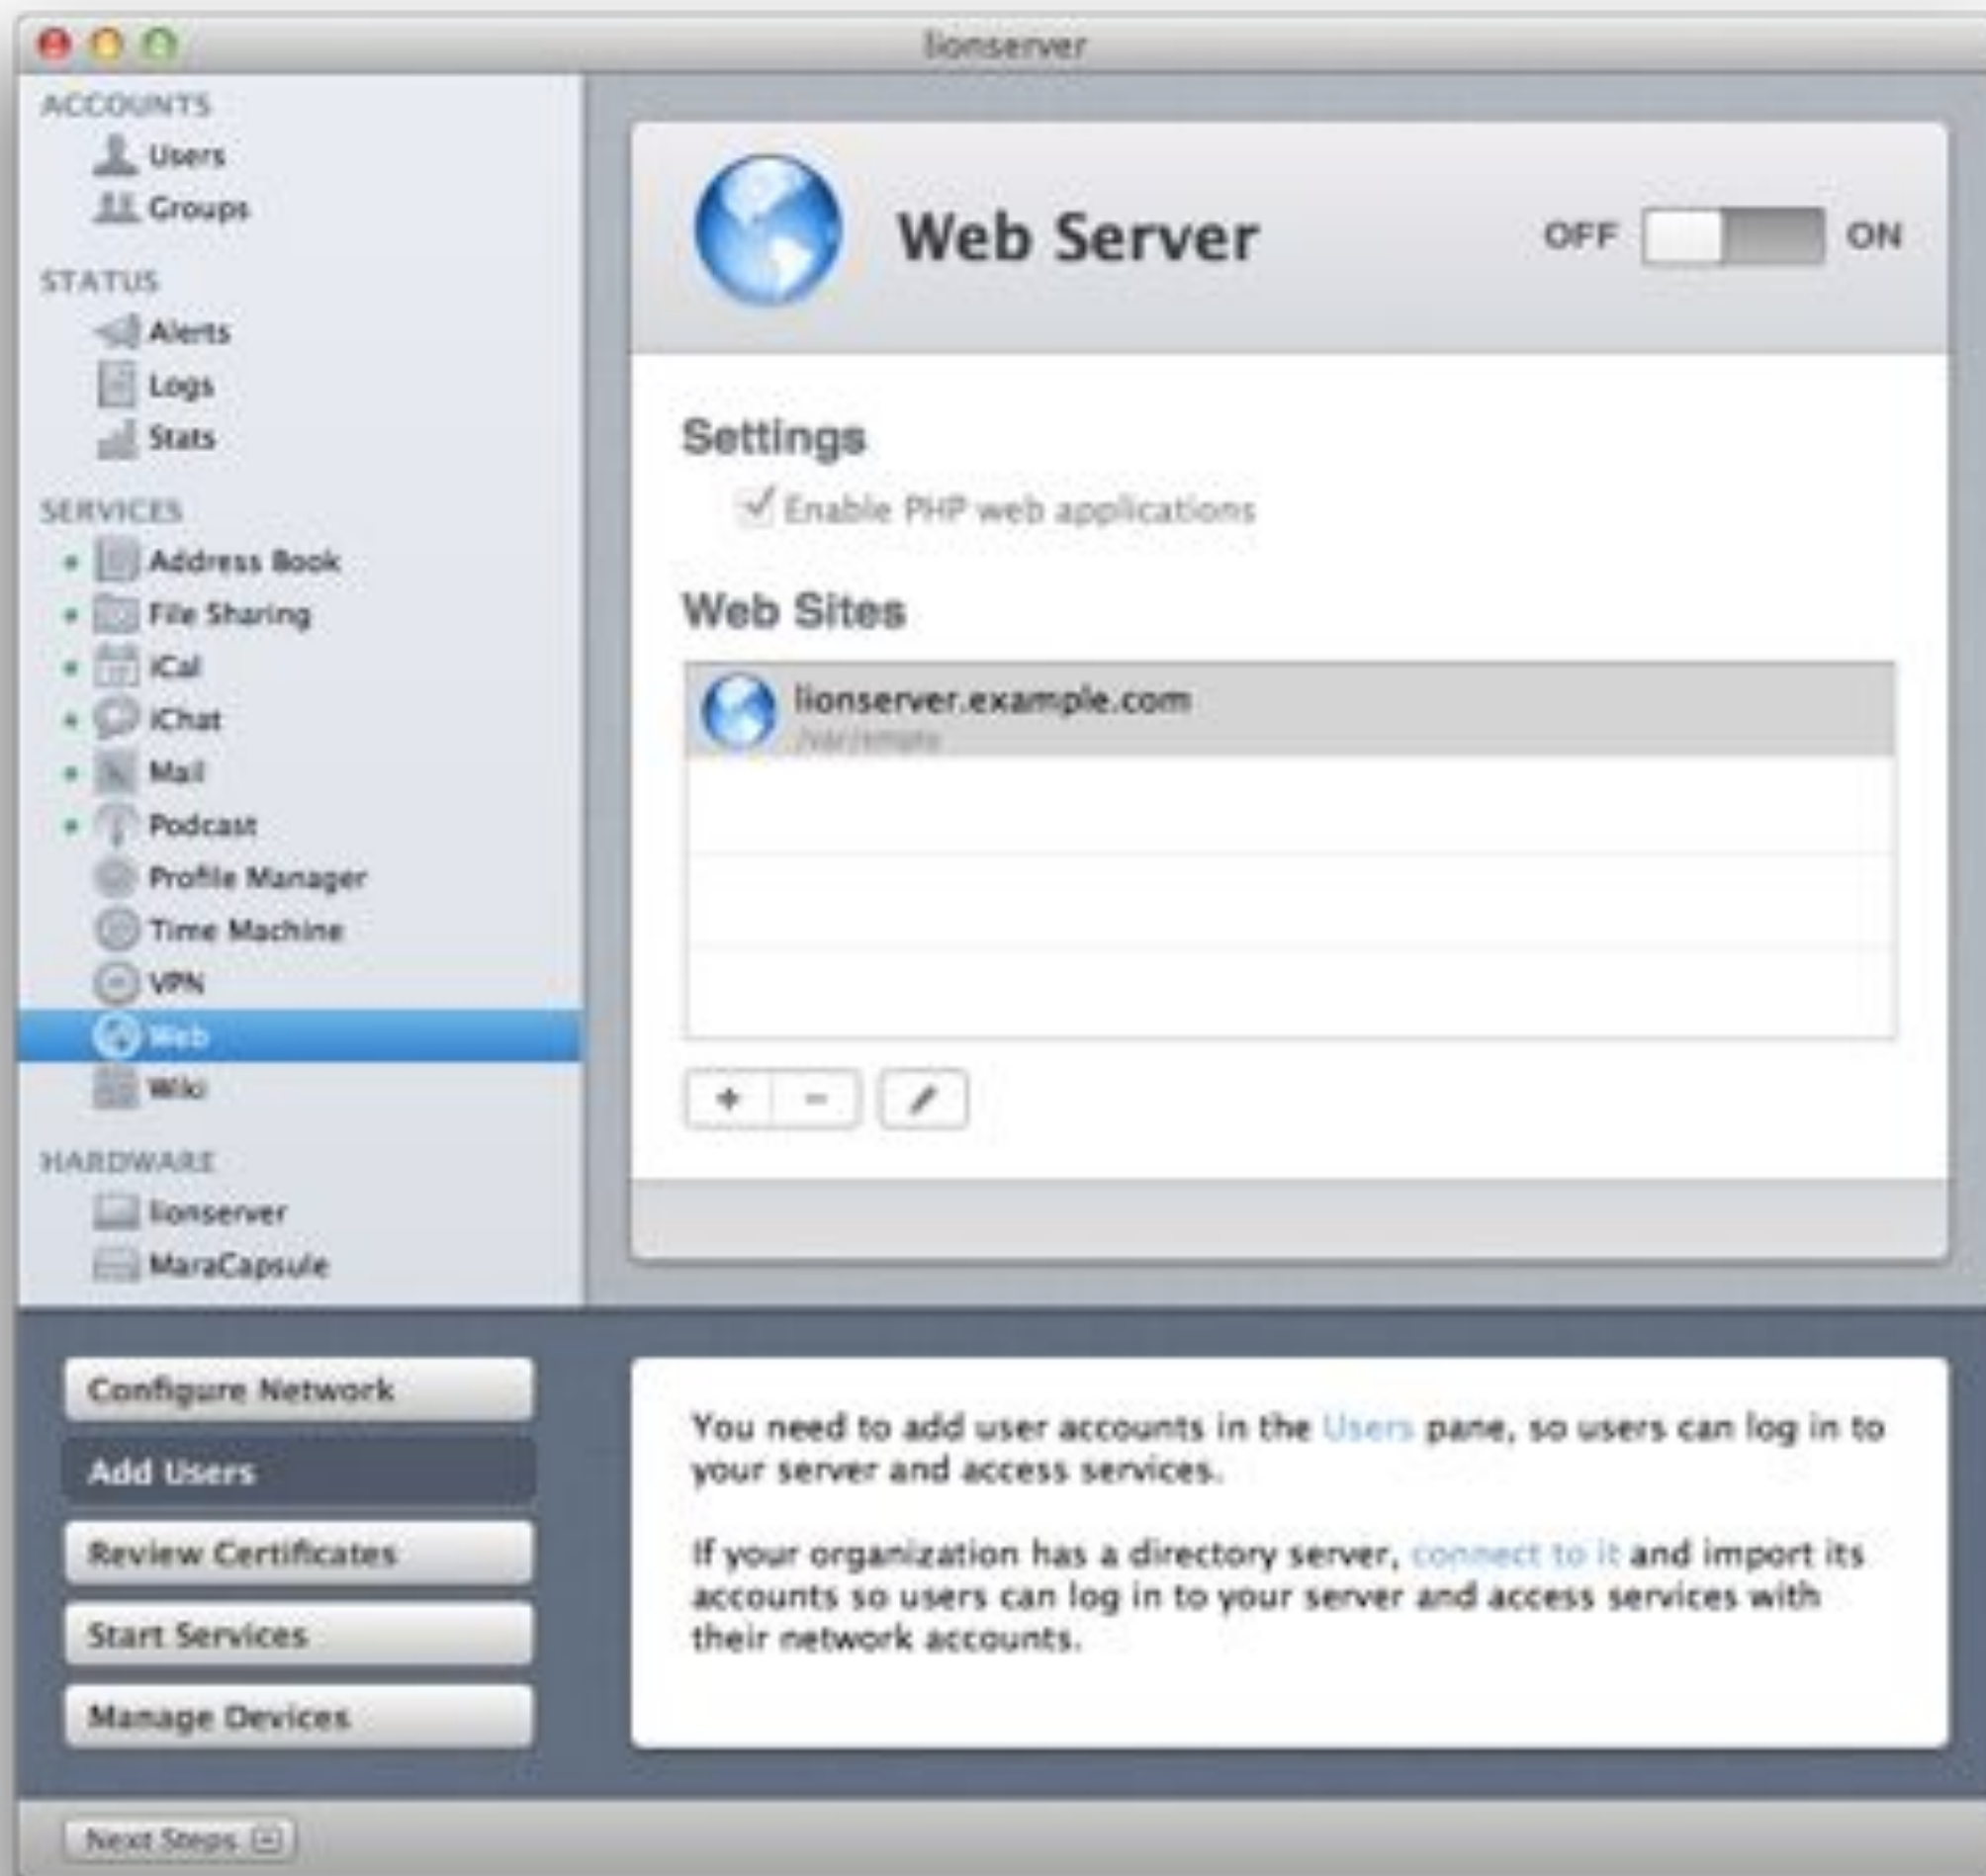 lionserver
ACCOUNTS
Users
Groups
STATUS
Alerts
Logs
Stats
SERVICES
Address Book
File Sharing
iCal
iChat
Mail
Podcast
Profile Manager
Time Machine
VPN
Web
Wiki
HARDWARE
lionserver
MaraCapsule
Web Server
OFF ON
Settings
Enable PHP web applications
Web Sites
lionserver.example.com
/var/empty
Configure Network
Add Users
Review Certificates
Start Services
Manage Devices
You need to add user accounts in the Users pane, so users can log in to
your server and access services.
If your organization has a directory server, connect to it and import its
accounts so users can log in to your server and access services with
their network accounts.
Next Steps